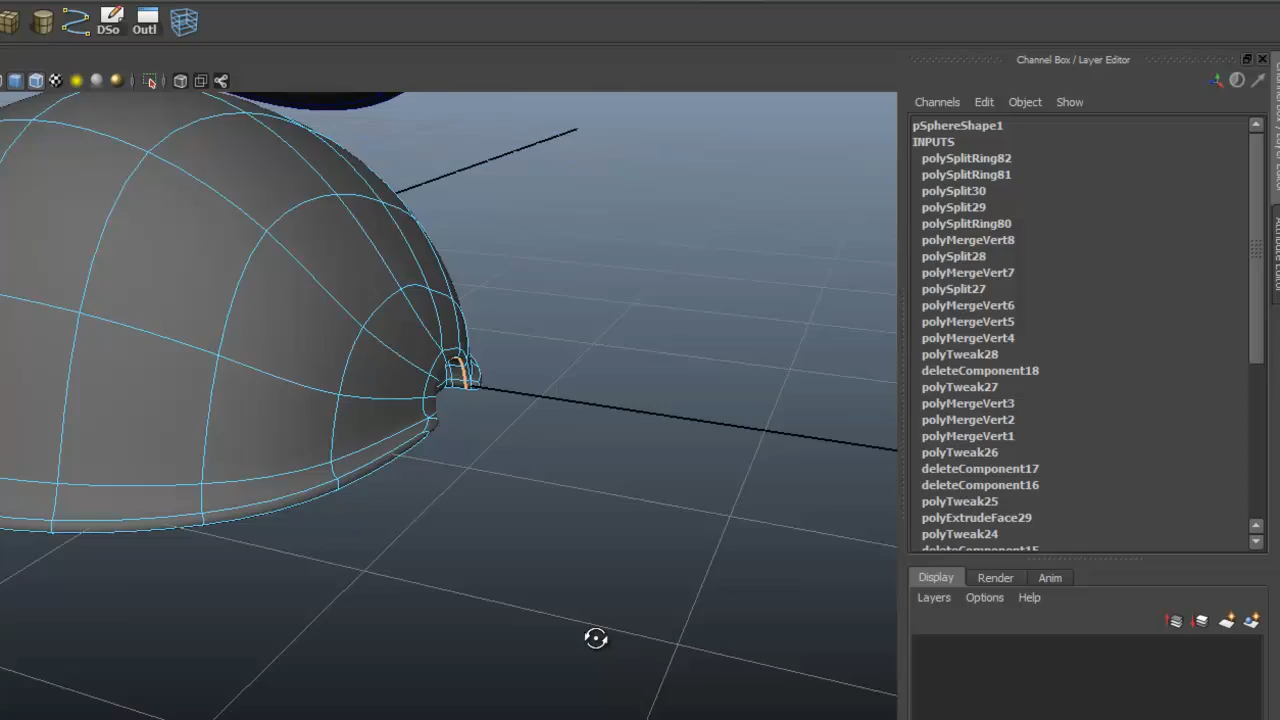 DSo Outl
Channel Box / Layer Editor
Channels Edit Object Show
pSphereShape1
INPUTS
polySplitRing82
polySplitRing81
polySplit30
polySplit29
polySplitRing80
polyMergeVert8
polySplit28
polyMergeVert7
polySplit27
polyMergeVert6
polyMergeVert5
polyMergeVert4
polyTweak28
deleteComponent18
polyTweak27
polyMergeVert3
polyMergeVert2
polyMergeVert1
polyTweak26
deleteComponent17
deleteComponent16
polyTweak25
polyExtrudeFace29
polyTweak24
deleteComponent15
Display Render Anim
Layers Options Help